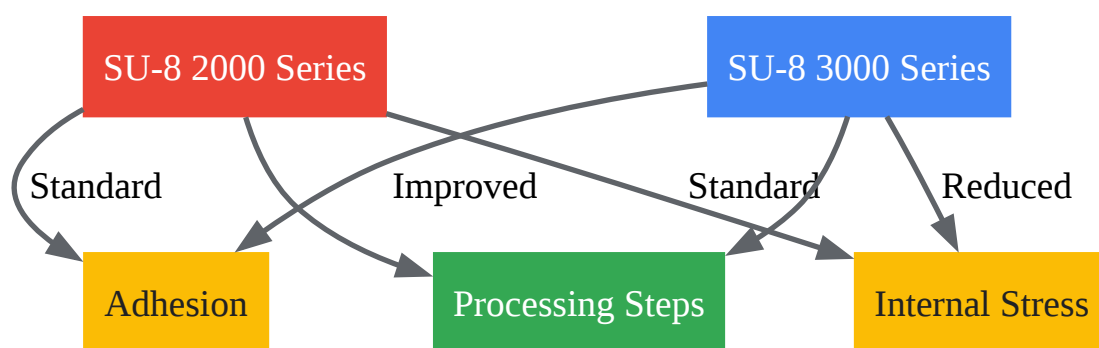 SU-8 2000 Series
SU-8 3000 Series
Standard
Improved
Standard
Reduced
Adhesion
Processing Steps
Internal Stress